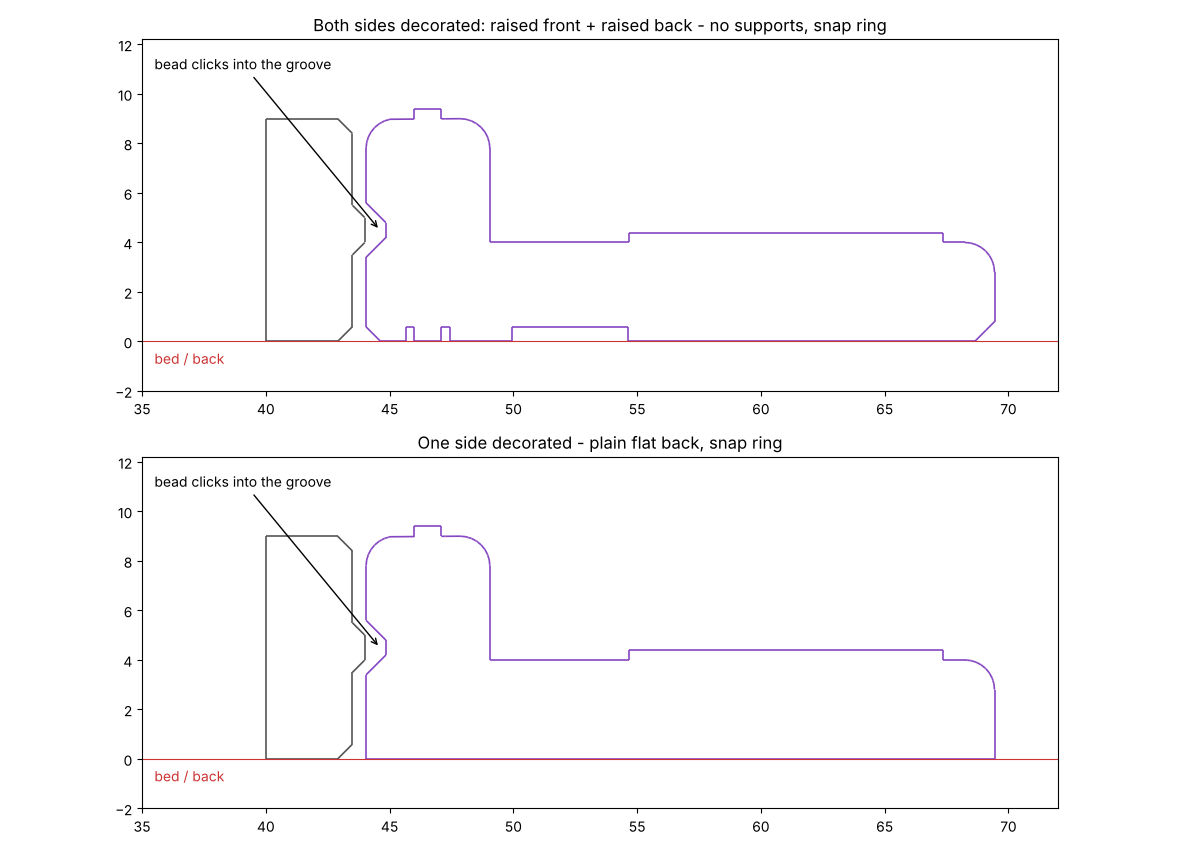 Both sides decorated: raised front + raised back - no supports, snap ring
12
bead clicks into the groove
10
8
6
4
2
0
bed / back
−2
35 40 45 50 55 60 65 70
One side decorated - plain flat back, snap ring
12
bead clicks into the groove
10
8
6
4
2
0
bed / back
−2
35 40 45 50 55 60 65 70